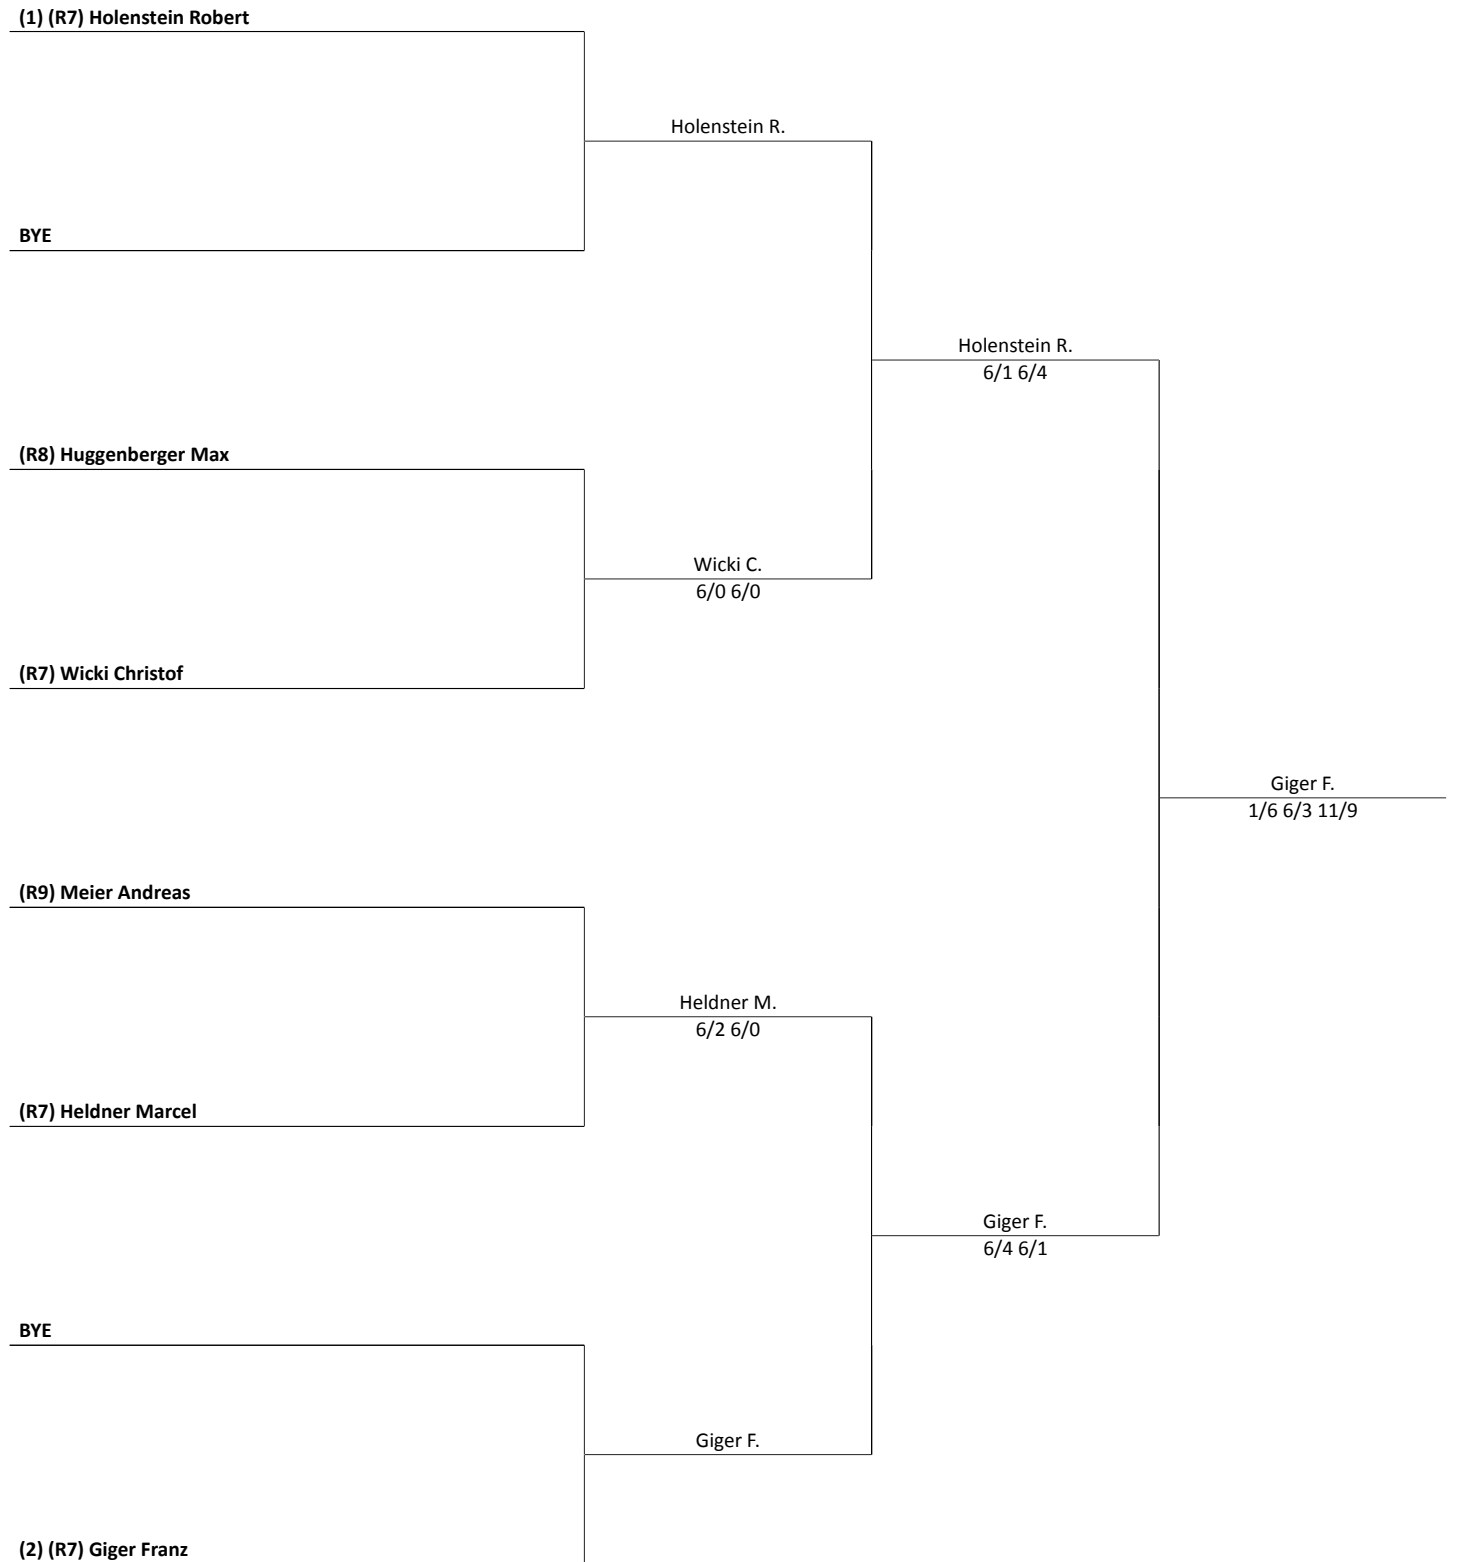 (1) (R7) Holenstein Robert
Holenstein R.
BYE
Holenstein R.
6/1 6/4
(R8) Huggenberger Max
Wicki C.
6/0 6/0
(R7) Wicki Christof
Giger F.
1/6 6/3 11/9
(R9) Meier Andreas
Heldner M.
6/2 6/0
(R7) Heldner Marcel
Giger F.
6/4 6/1
BYE
Giger F.
(2) (R7) Giger Franz